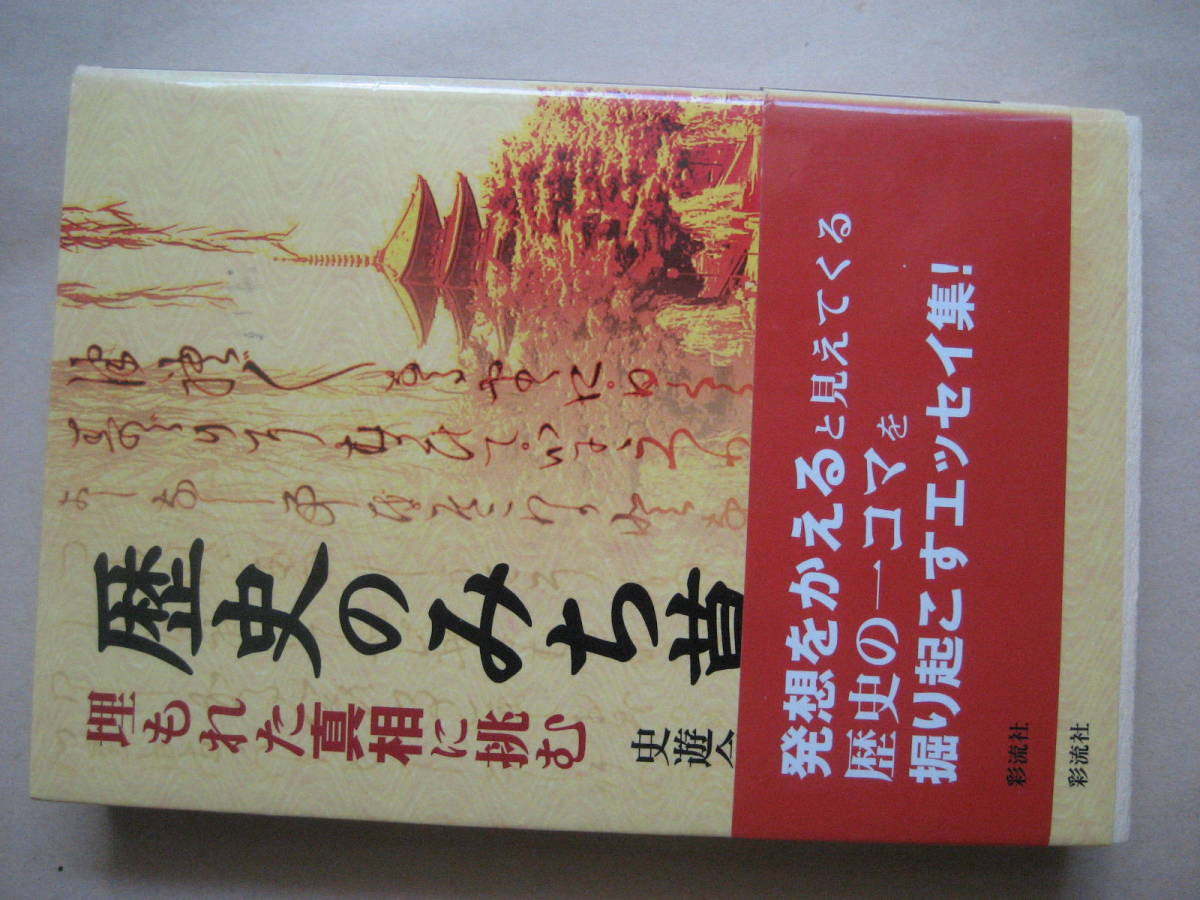 歴史のみち草
埋もれた真相に挑む
史遊会
発想をかえると見えてくる
歴史の一コマを
掘り起こすエッセイ集!
彩流社
彩流社